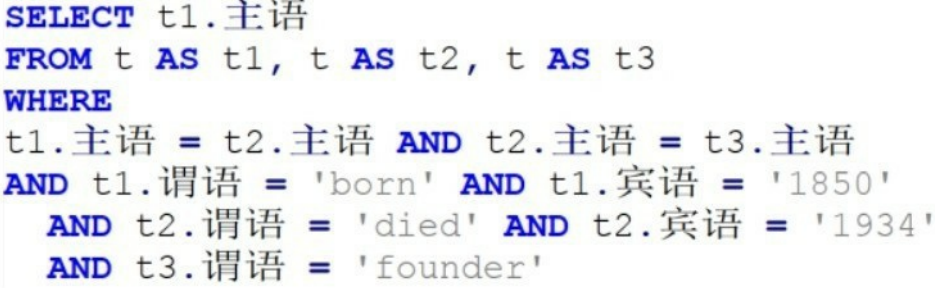 SELECT t1.主语
FROM t AS t1, t AS t2, t AS t3
WHERE
t1.主语 = t2.主语 AND t2.主语 = t3.主语
AND t1.谓语 = 'born' AND t1.宾语 = '1850'
AND t2.谓语 = 'died' AND t2.宾语 = '1934'
AND t3.谓语 = 'founder'